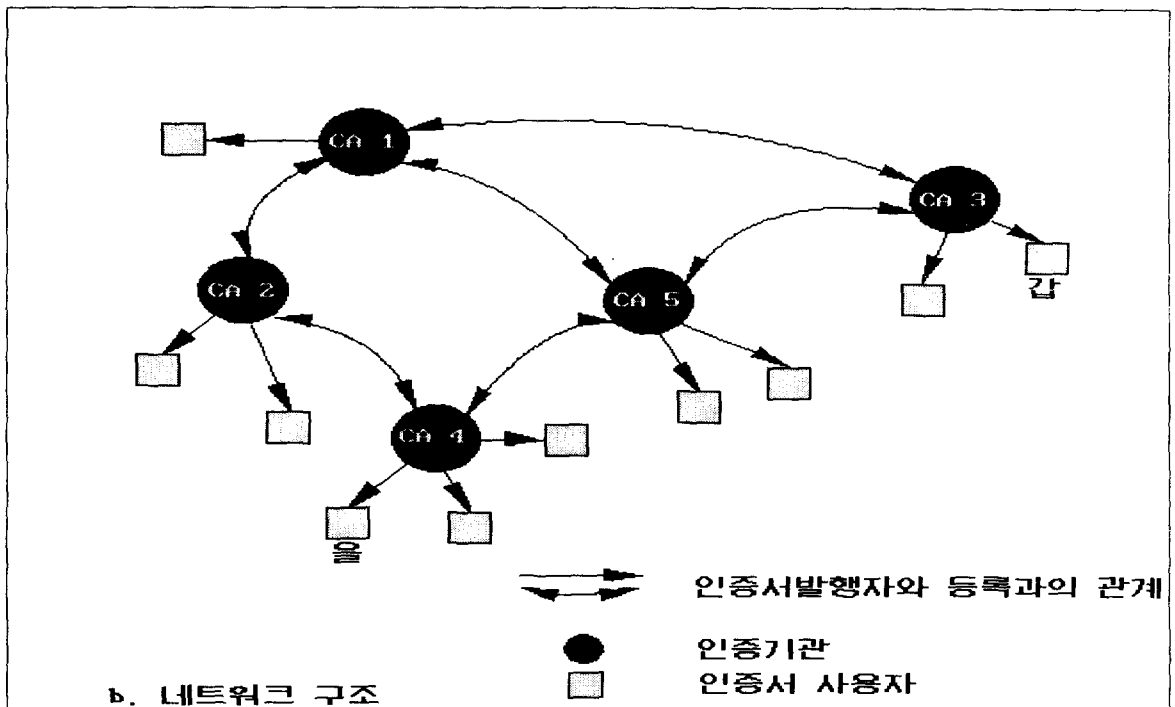 CA 1
CA 3
갑
CA 2
CA 5
CA 4
을
인증서발행자와 등록과의 관계
인증기관
인증서 사용자
b. 네트워크 구조